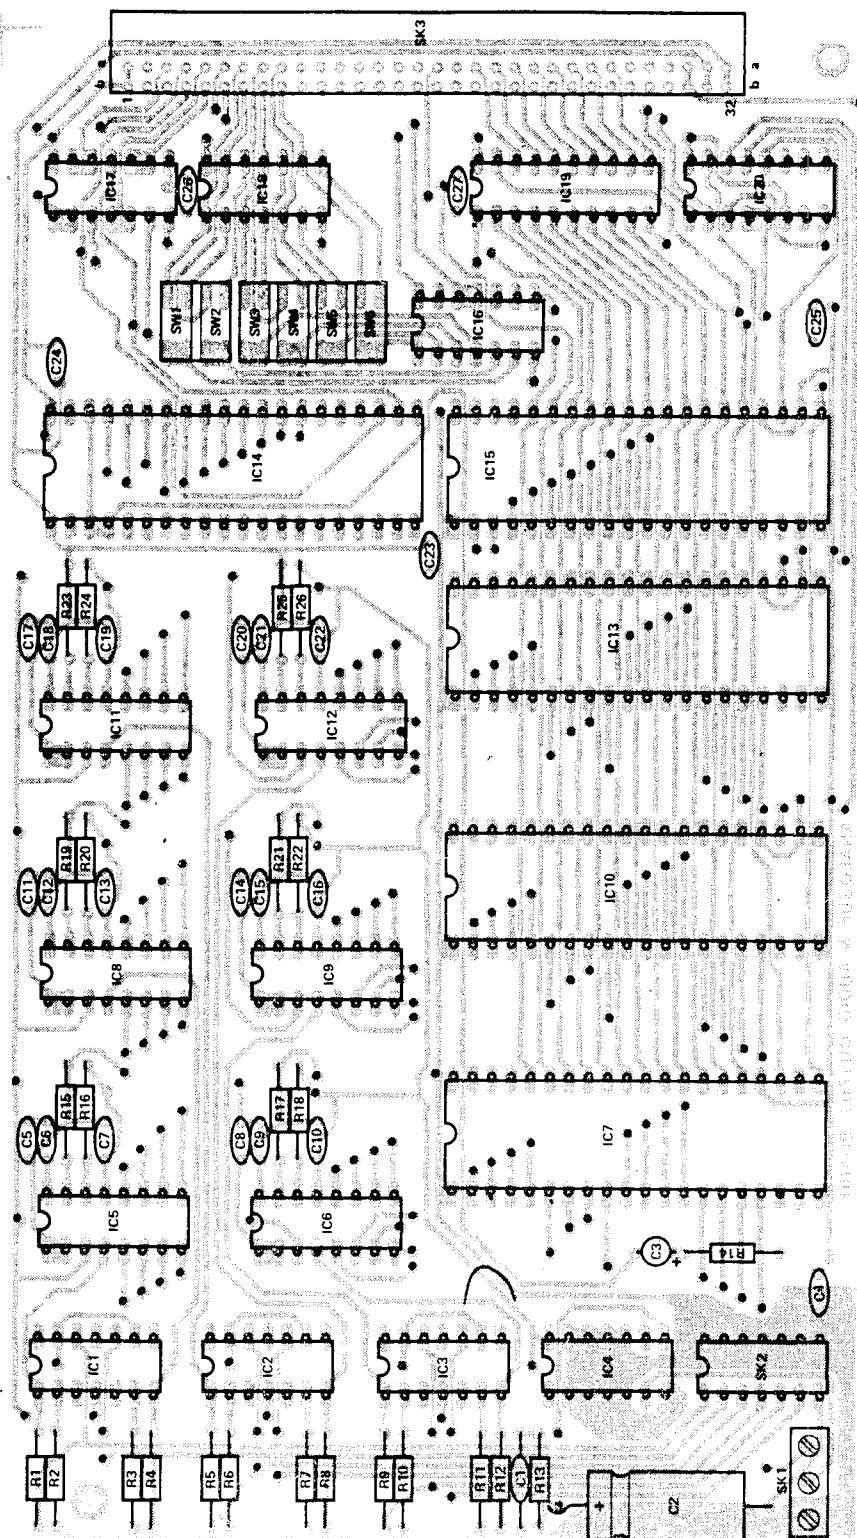 SK3
a
b
a
b
1
32
IC17
C26
IC18
C27
IC19
IC20
SW1
SW2
SW3
SW4
SW5
SW6
IC16
C25
C24
IC14
IC15
C23
R23
R24
R25
R26
C17
C18
C19
C20
C21
C22
IC13
IC11
IC12
R19
R20
R21
R22
C11
C12
C13
C14
C15
C16
IC10
IC8
IC9
R15
R16
R17
R18
C5
C6
C7
C8
C9
C10
IC7
IC5
IC6
C3
+
R14
C4
IC1
IC2
IC3
IC4
SK2
R1
R2
R3
R4
R5
R6
R7
R8
R9
R10
R11
R12
C1
R13
+
C2
SK1